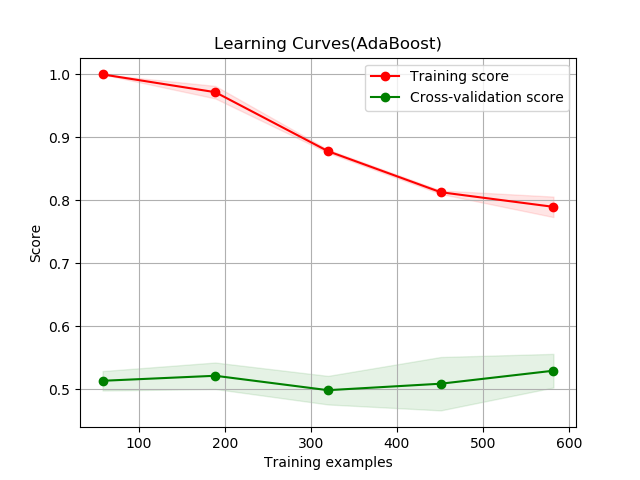 Learning Curves(AdaBoost)
Training score
Cross-validation score
1.0
0.9
0.8
0.7
0.6
0.5
Score
100 200 300 400 500 600
Training examples